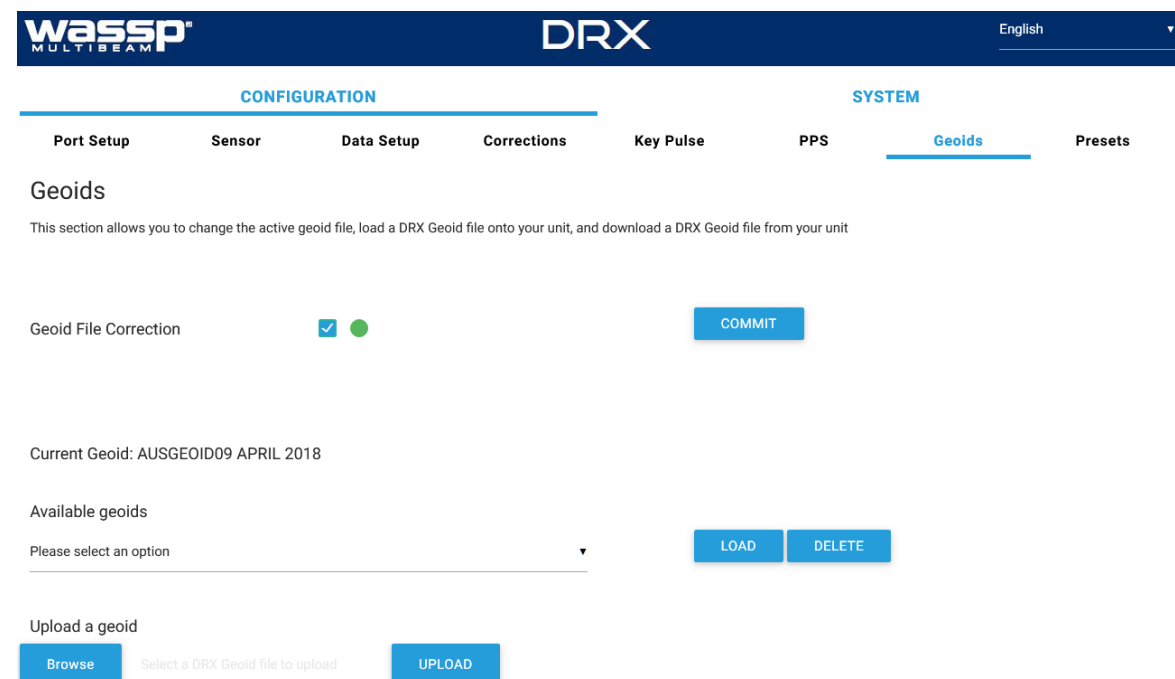 wassp®
MULTIBEAM
DRX
English
CONFIGURATION SYSTEM
Port Setup Sensor Data Setup Corrections Key Pulse PPS Geoids Presets
Geoids
This section allows you to change the active geoid file, load a DRX Geoid file onto your unit, and download a DRX Geoid file from your unit
Geoid File Correction
COMMIT
Current Geoid: AUSGEOID09 APRIL 2018
Available geoids
Please select an option
LOAD DELETE
Upload a geoid
Browse Select a DRX Geoid file to upload UPLOAD